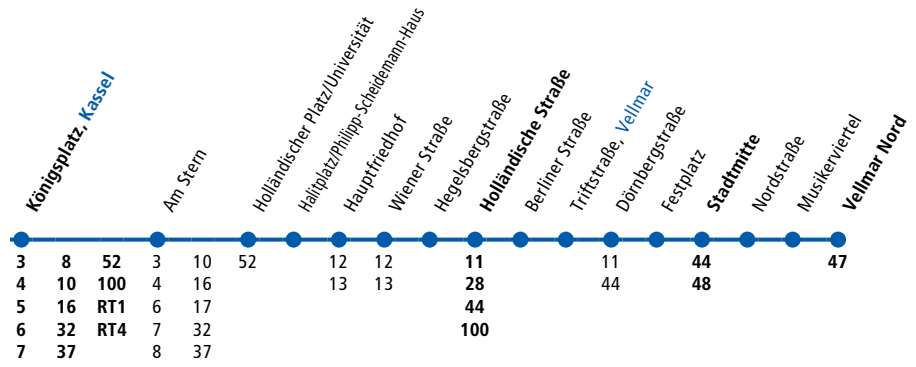 Königsplatz, Kassel
Am Stern
Holländischer Platz/Universität
Halitplatz/Philipp-Scheidemann-Haus
Hauptfriedhof
Wiener Straße
Hegelsbergstraße
Holländische Straße
Berliner Straße
Triftstraße, Vellmar
Dörnbergstraße
Festplatz
Stadtmitte
Nordstraße
Musikerviertel
Vellmar Nord
3 8 52 3 10 52 12 12 11 11 44 47
4 10 100 4 16 13 13 28 44 48
5 16 RT1 6 17 44
6 32 RT4 7 32 100
7 37 8 37